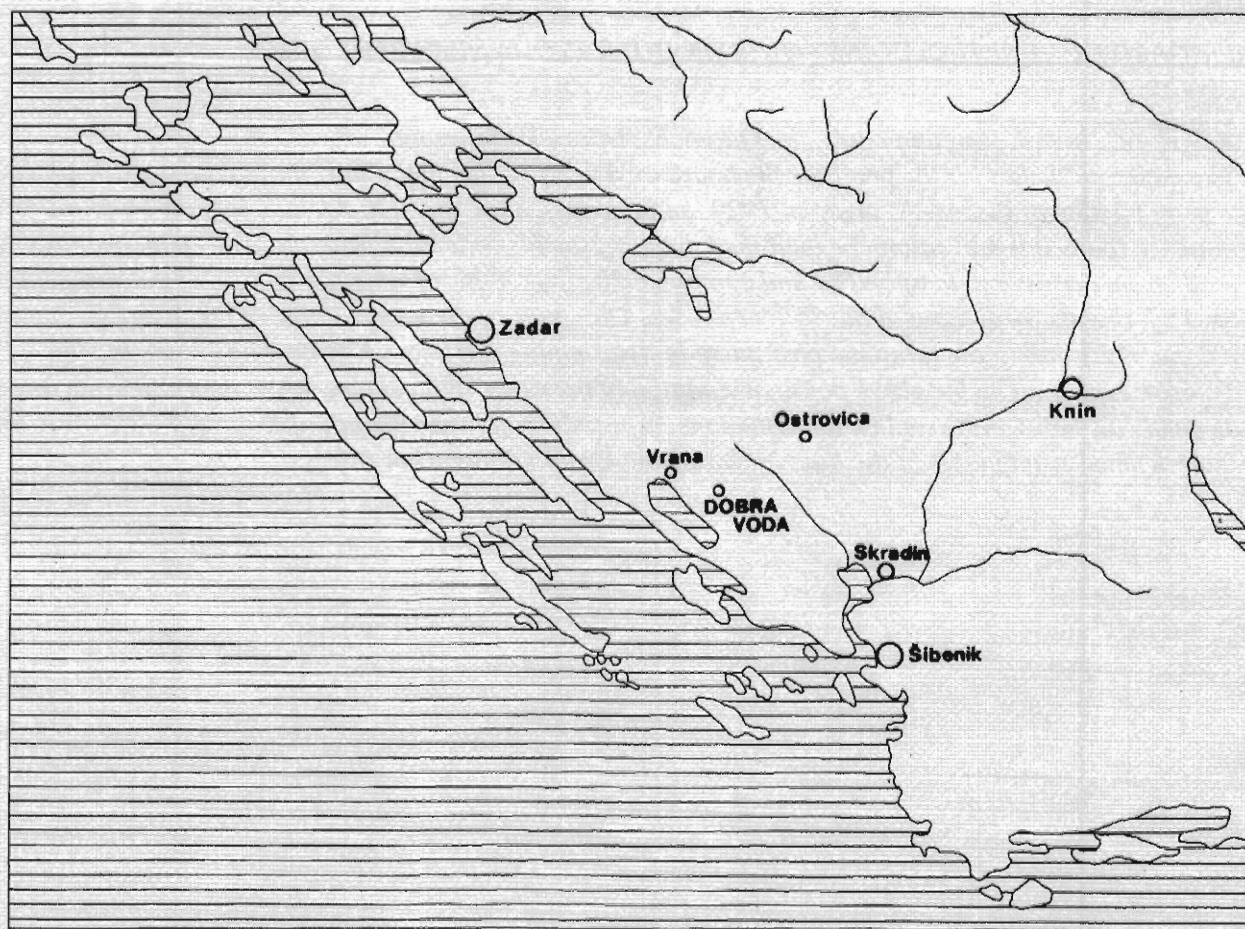 Zadar
Knin
Ostrovica
Vrana
DOBRA
VODA
Skradin
Šibenik